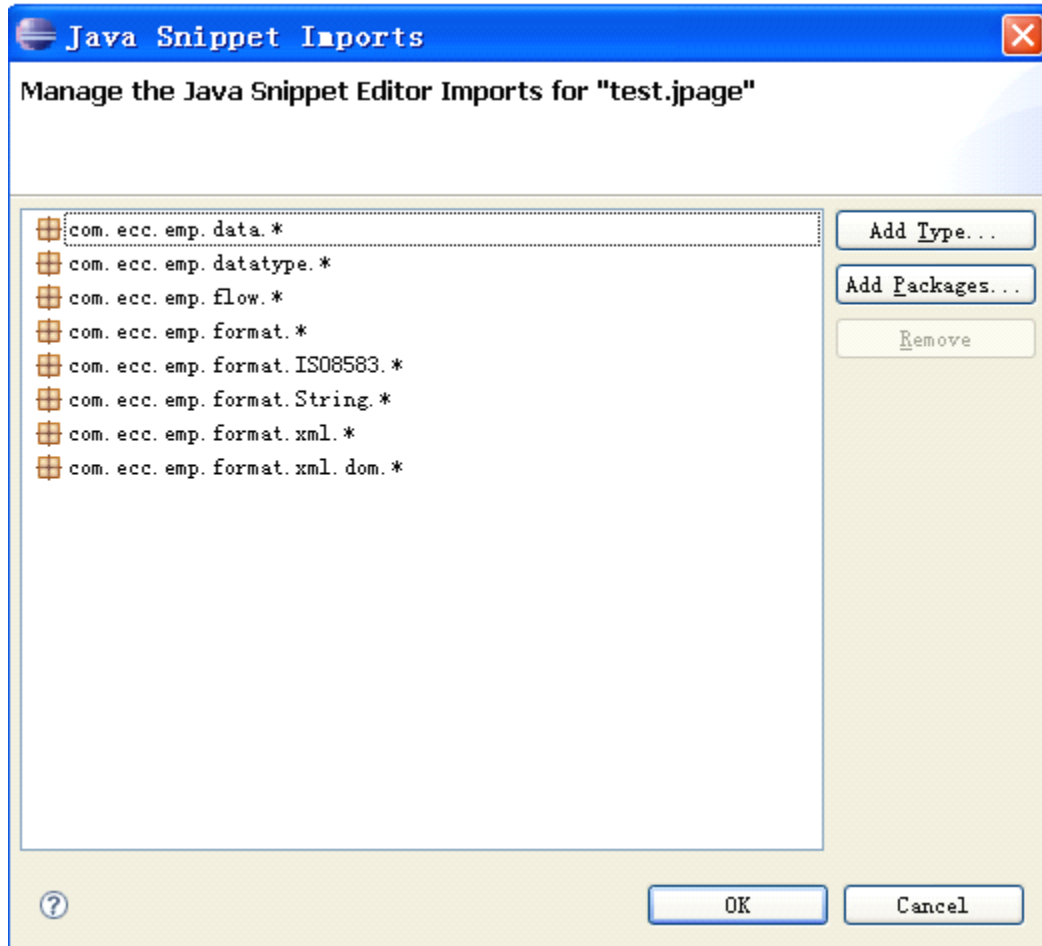 Java Snippet Imports
Manage the Java Snippet Editor Imports for "test.jpage"
com.ecc.emp.data.*
com.ecc.emp.datatype.*
com.ecc.emp.flow.*
com.ecc.emp.format.*
com.ecc.emp.format.ISO8583.*
com.ecc.emp.format.String.*
com.ecc.emp.format.xml.*
com.ecc.emp.format.xml.dom.*
Add Type...
Add Packages...
Remove
?
OK
Cancel